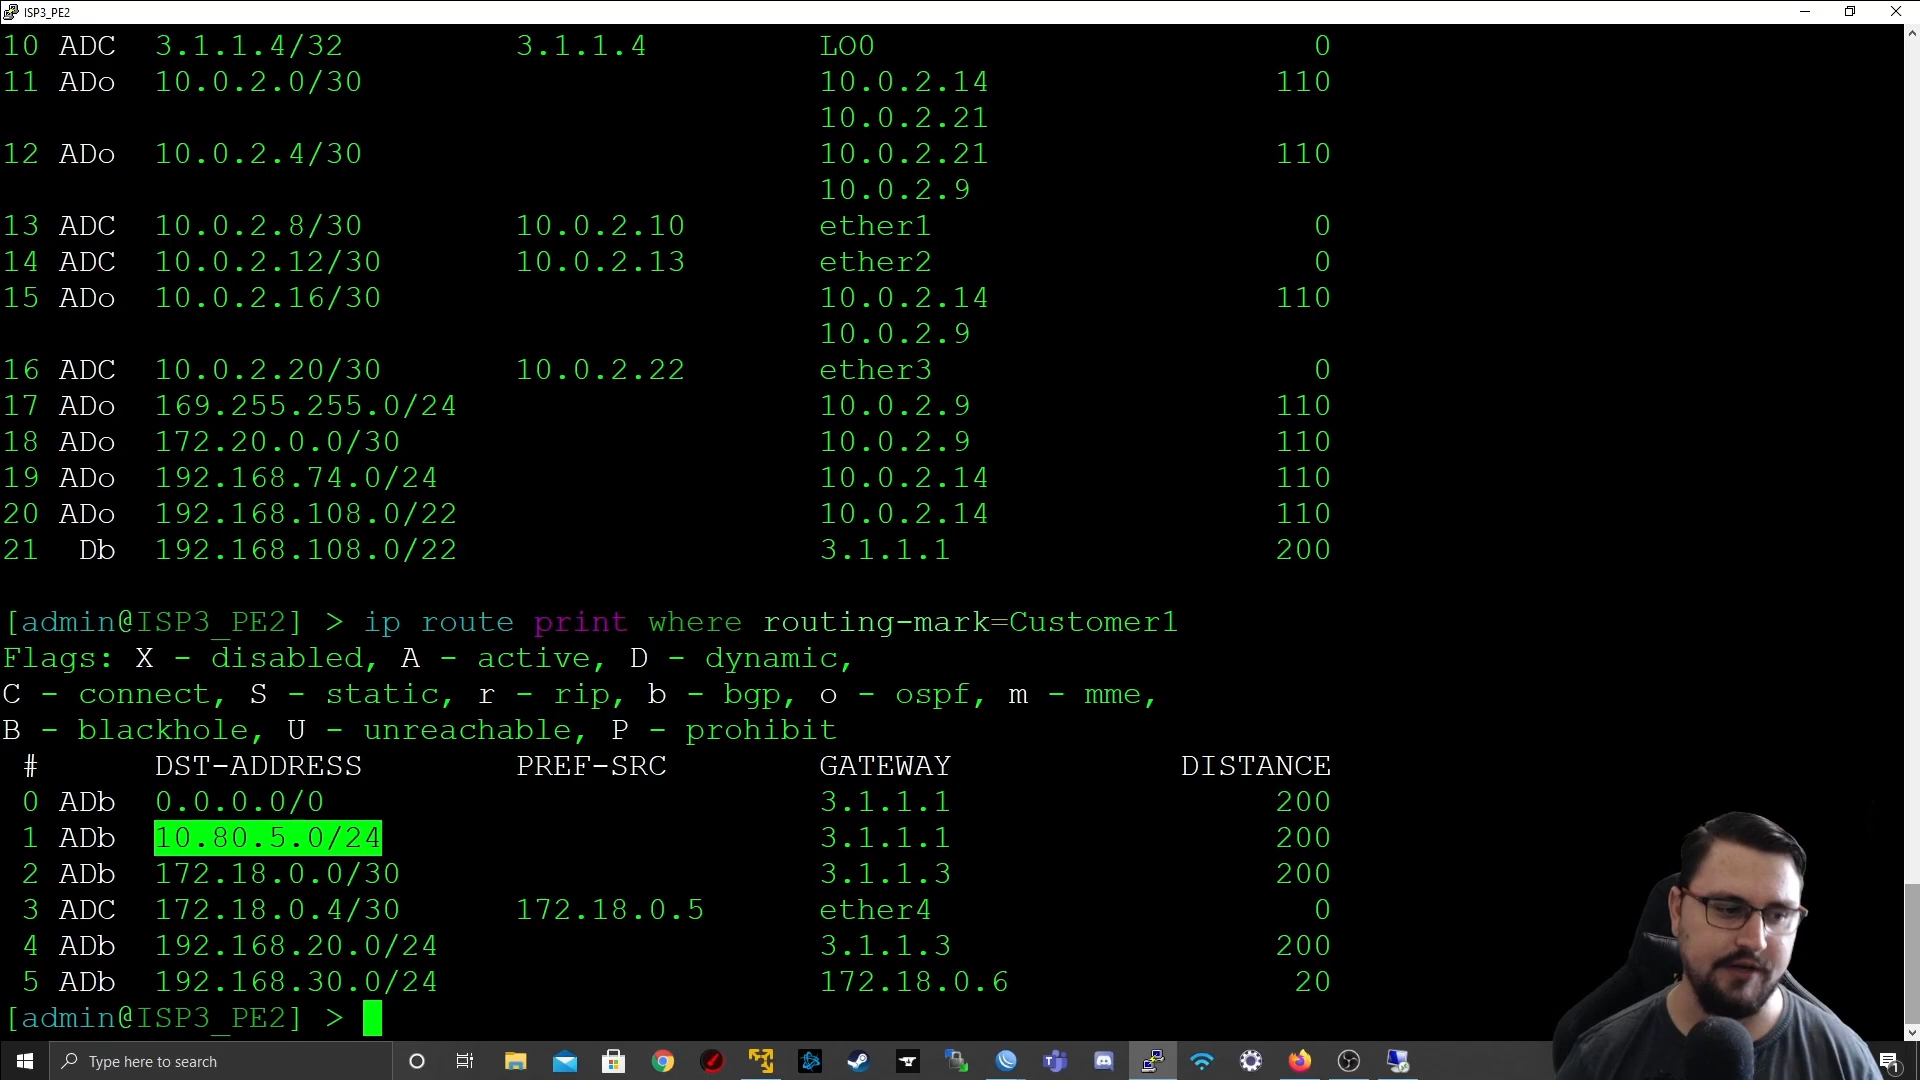 ISP3_PE2
10 ADC 3.1.1.4/32 3.1.1.4 LO0 0
11 ADo 10.0.2.0/30 10.0.2.14 110
10.0.2.21
12 ADo 10.0.2.4/30 10.0.2.21 110
10.0.2.9
13 ADC 10.0.2.8/30 10.0.2.10 ether1 0
14 ADC 10.0.2.12/30 10.0.2.13 ether2 0
15 ADo 10.0.2.16/30 10.0.2.14 110
10.0.2.9
16 ADC 10.0.2.20/30 10.0.2.22 ether3 0
17 ADo 169.255.255.0/24 10.0.2.9 110
18 ADo 172.20.0.0/30 10.0.2.9 110
19 ADo 192.168.74.0/24 10.0.2.14 110
20 ADo 192.168.108.0/22 10.0.2.14 110
21 Db 192.168.108.0/22 3.1.1.1 200
[admin@ISP3_PE2] > ip route print where routing-mark=Customer1
Flags: X - disabled, A - active, D - dynamic,
C - connect, S - static, r - rip, b - bgp, o - ospf, m - mme,
B - blackhole, U - unreachable, P - prohibit
# DST-ADDRESS PREF-SRC GATEWAY DISTANCE
0 ADb 0.0.0.0/0 3.1.1.1 200
1 ADb 10.80.5.0/24 3.1.1.1 200
2 ADb 172.18.0.0/30 3.1.1.3 200
3 ADC 172.18.0.4/30 172.18.0.5 ether4 0
4 ADb 192.168.20.0/24 3.1.1.3 200
5 ADb 192.168.30.0/24 172.18.0.6 20
[admin@ISP3_PE2] >
Type here to search
1